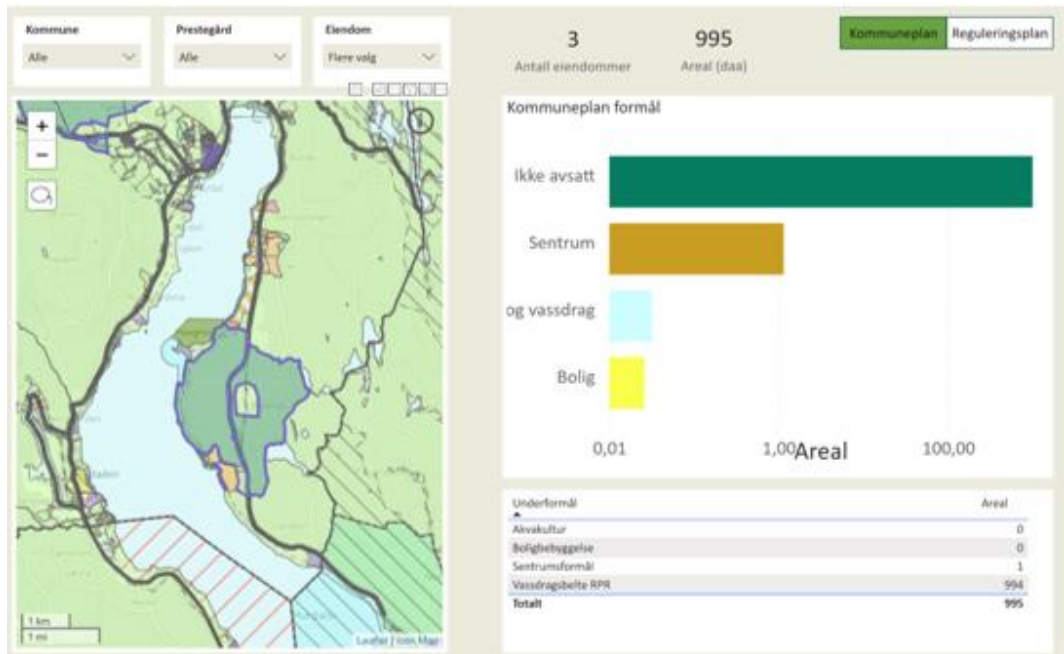 Kommune
Alle
Prestegård
Alle
Eiendom
Flere valg
3
Antall eiendommer
995
Areal (daa)
Kommuneplan
Reguleringsplan
+
−
1 km
1 mi
Leaflet | Icon Map
Kommuneplan formål
Ikke avsatt
Sentrum
og vassdrag
Bolig
0,01
1,00
100,00
Areal
Underformål Areal
Akvakultur 0
Boligbebyggelse 0
Sentrumsformål 1
Vassdragsbelte RPR 994
Totalt 995